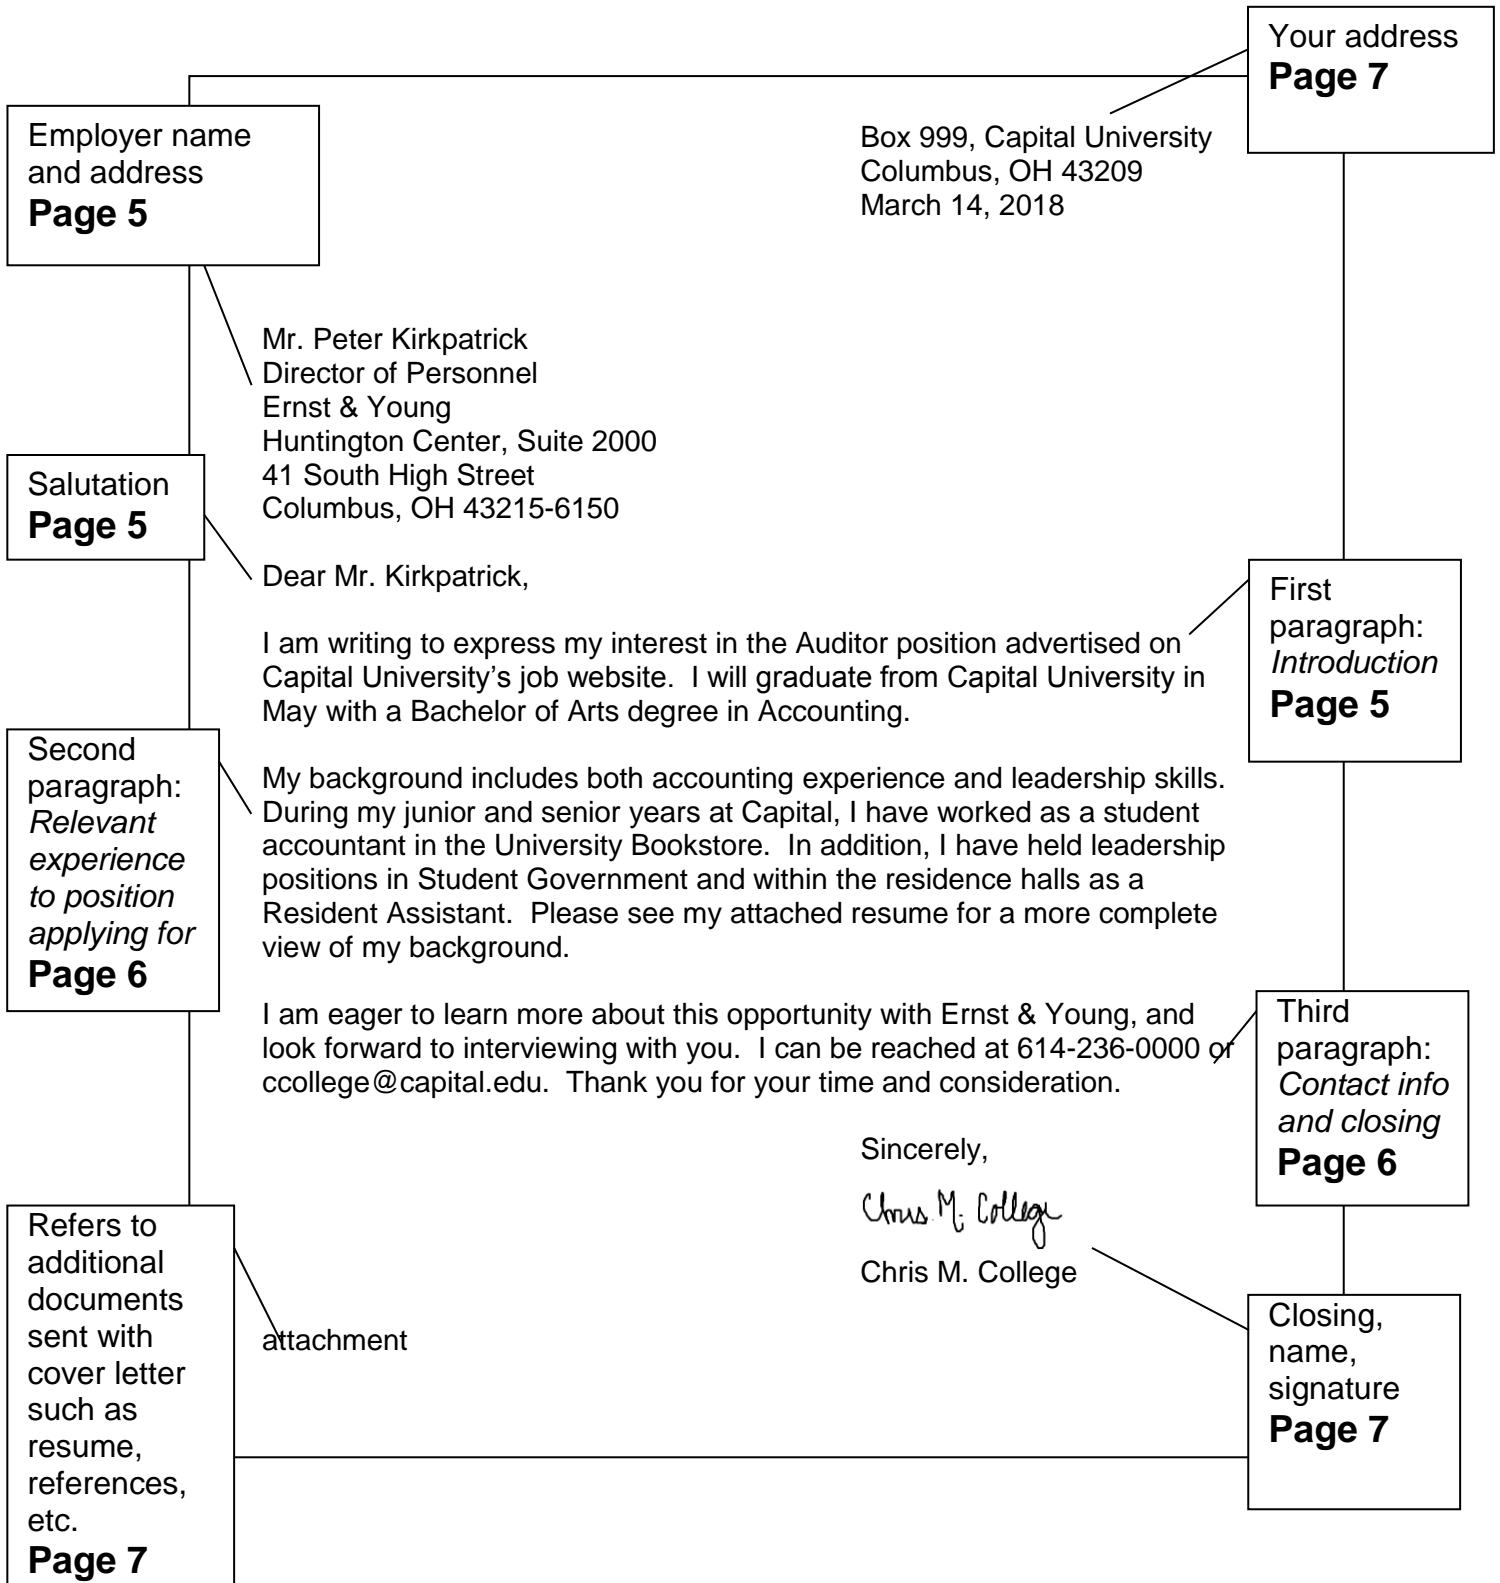 Your address
Page 7
Employer name
and address
Page 5
Box 999, Capital University
Columbus, OH 43209
March 14, 2018
Mr. Peter Kirkpatrick
Director of Personnel
Ernst & Young
Huntington Center, Suite 2000
41 South High Street
Columbus, OH 43215-6150
Salutation
Page 5
Dear Mr. Kirkpatrick,
First
paragraph:
Introduction
Page 5
I am writing to express my interest in the Auditor position advertised on
Capital University’s job website.  I will graduate from Capital University in
May with a Bachelor of Arts degree in Accounting.
Second
paragraph:
Relevant
experience
to position
applying for
Page 6
My background includes both accounting experience and leadership skills.
During my junior and senior years at Capital, I have worked as a student
accountant in the University Bookstore.  In addition, I have held leadership
positions in Student Government and within the residence halls as a
Resident Assistant.  Please see my attached resume for a more complete
view of my background.
I am eager to learn more about this opportunity with Ernst & Young, and
look forward to interviewing with you.  I can be reached at 614-236-0000 or
ccollege@capital.edu.  Thank you for your time and consideration.
Third
paragraph:
Contact info
and closing
Page 6
Sincerely,
Chris M. College
Chris M. College
Refers to
additional
documents
sent with
cover letter
such as
resume,
references,
etc.
Page 7
attachment
Closing,
name,
signature
Page 7